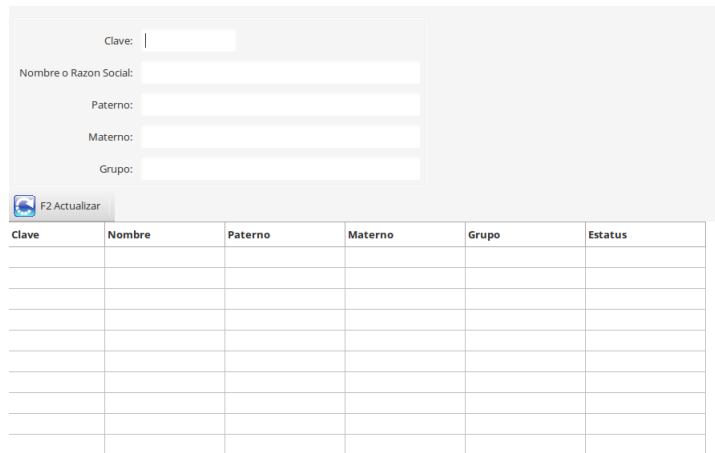 Clave:
Nombre o Razon Social:
Paterno:
Materno:
Grupo:
F2 Actualizar
Clave Nombre Paterno Materno Grupo Estatus